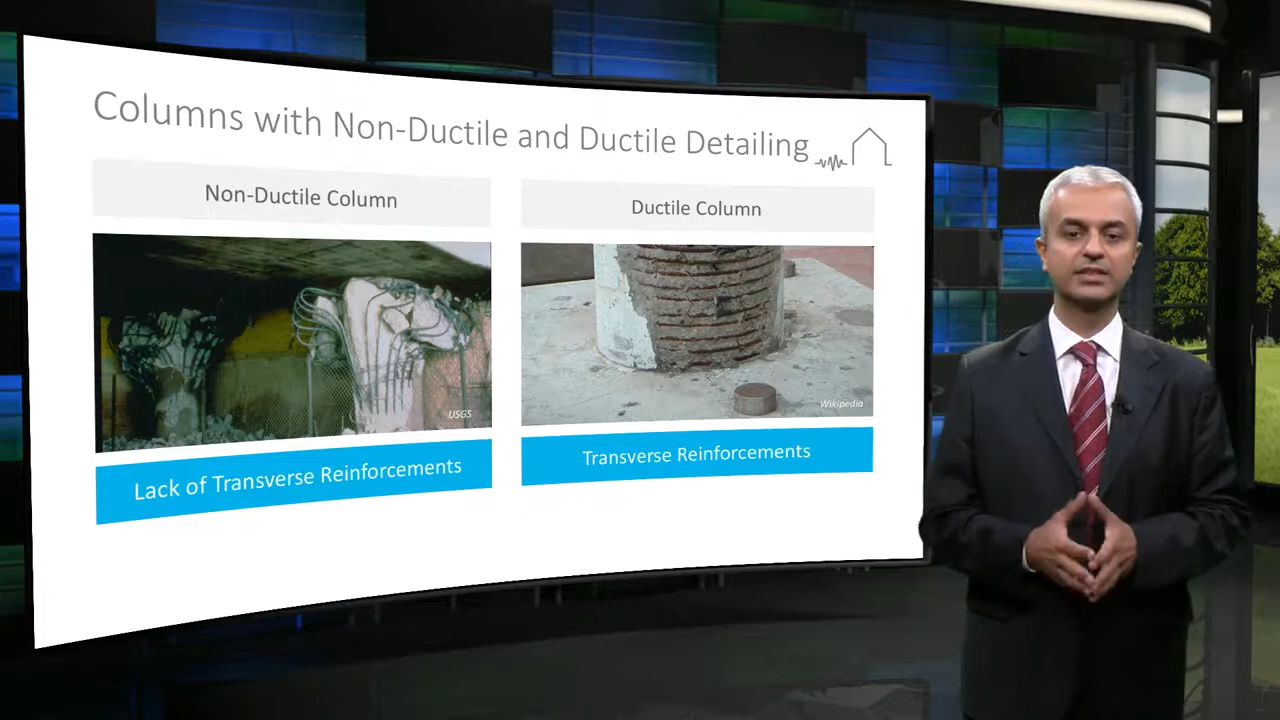 Columns with Non-Ductile and Ductile Detailing
Non-Ductile Column
Ductile Column
USGS
Wikipedia
Lack of Transverse Reinforcements
Transverse Reinforcements